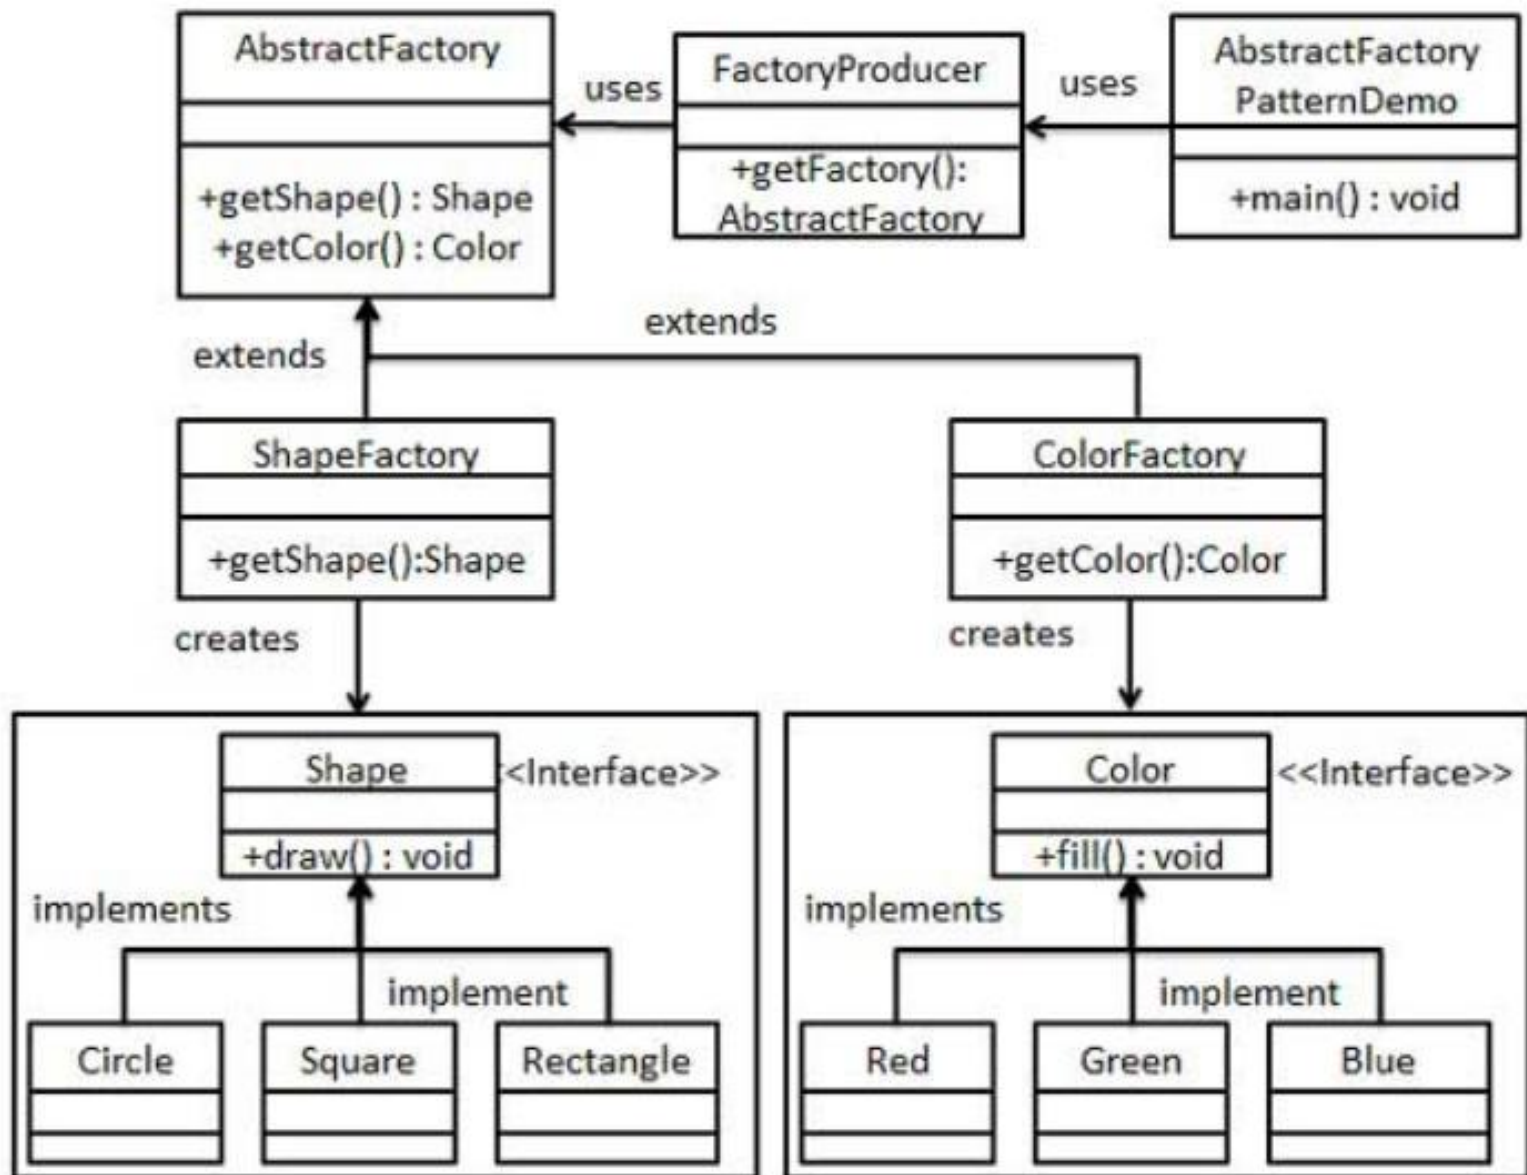 AbstractFactory
+getShape() : Shape
+getColor() : Color
uses
FactoryProducer
+getFactory():
AbstractFactory
uses
AbstractFactory
PatternDemo
+main() : void
extends
extends
ShapeFactory
+getShape():Shape
ColorFactory
+getColor():Color
creates
creates
Shape
<<Interface>>
+draw() : void
implements
implement
Circle
Square
Rectangle
Color
<<Interface>>
+fill() : void
implements
implement
Red
Green
Blue